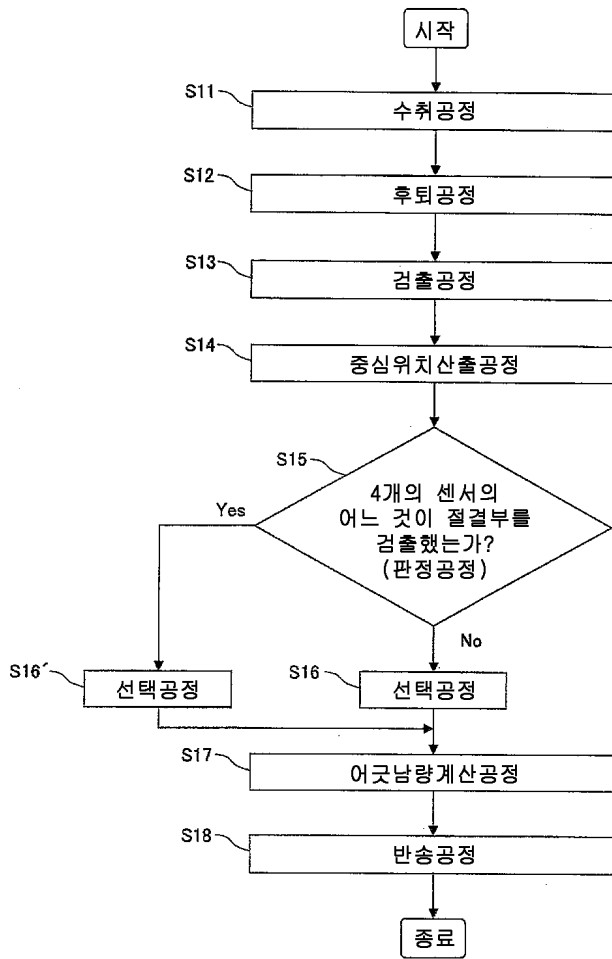 시작
S11
수취공정
S12
후퇴공정
S13
검출공정
S14
중심위치산출공정
S15
4개의 센서의
어느 것이 절결부를
검출했는가?
(판정공정)
Yes
No
S16´
선택공정
S16
선택공정
S17
어긋남량계산공정
S18
반송공정
종료